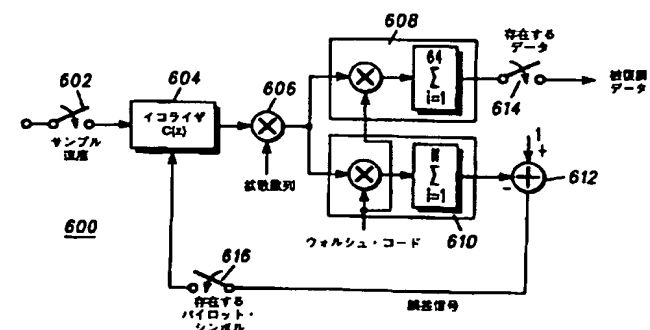 608
存在する
データ
602
604
606
64
Σ
i=1
614
被復調
データ
イコライザ
C(z)
サンプル
速度
拡散数列
1
+
N
Σ
i=1
-
612
600
ウォルシュ・コード
610
616
存在する
パイロット・
シンボル
誤差信号